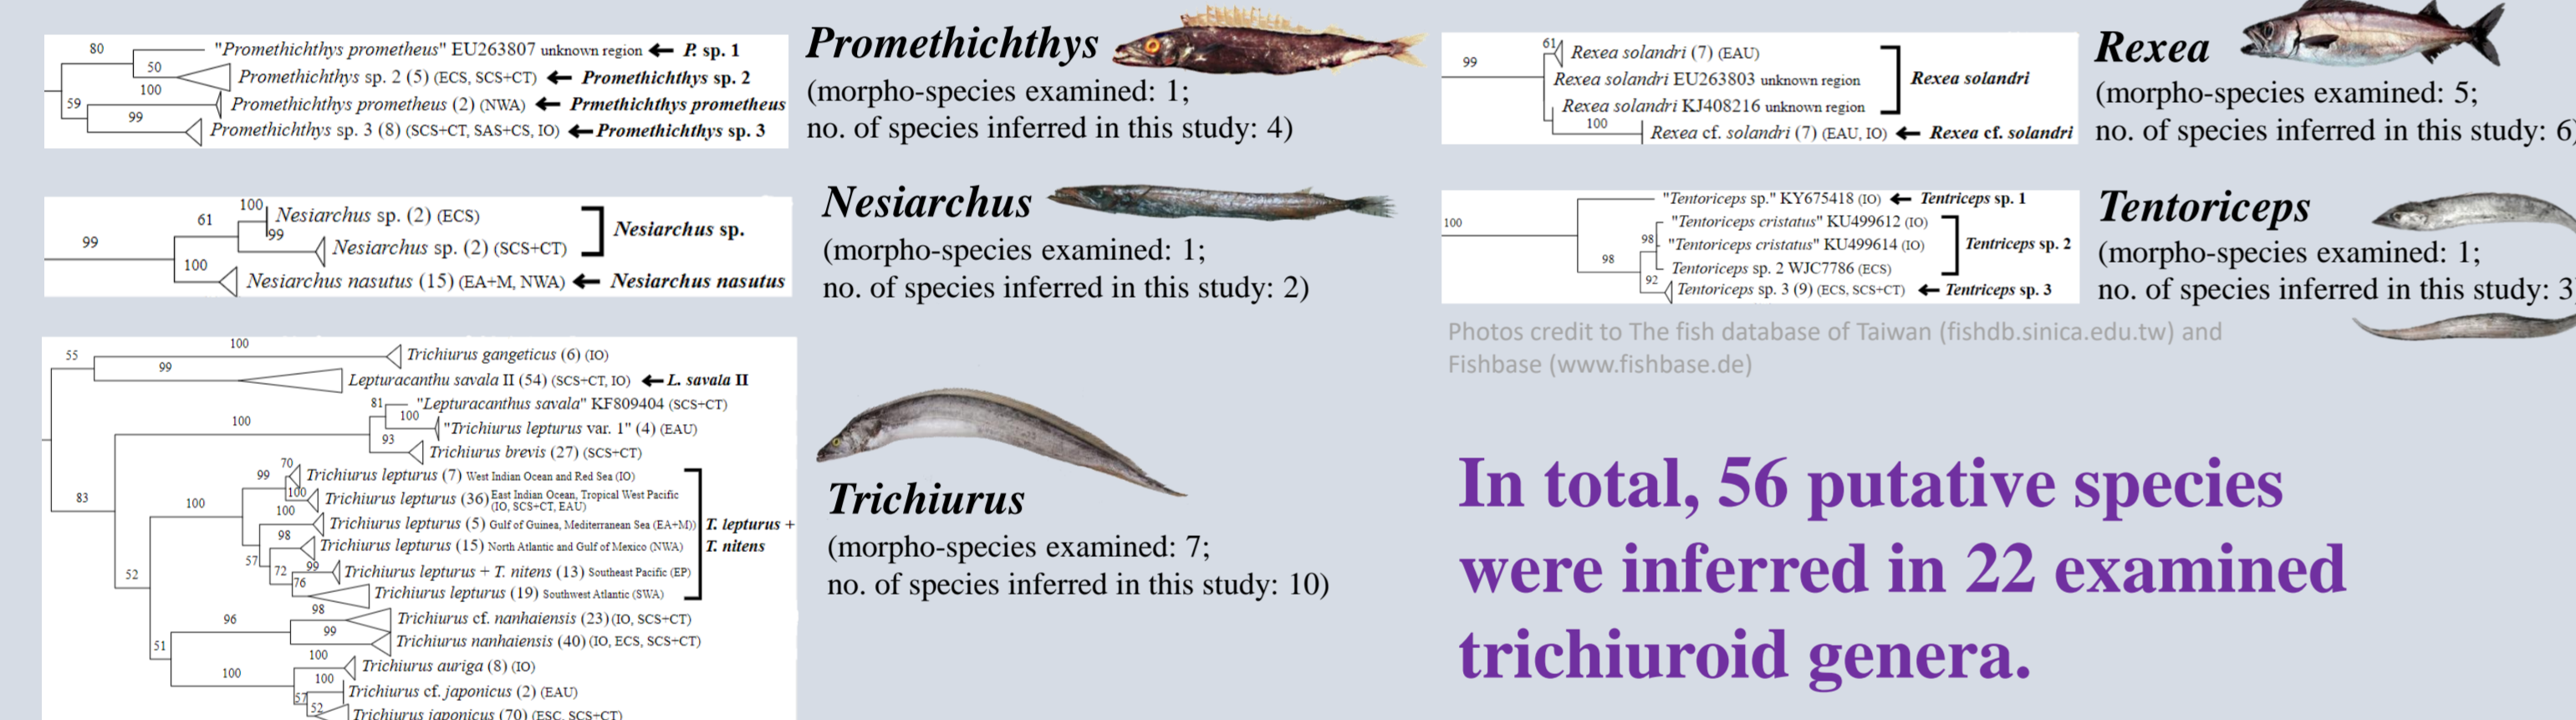 80
"Promethichthys prometheus" EU263807 unknown region ← P. sp. 1
50
Promethichthys sp. 2 (5) (ECS, SCS+CT) ← Promethichthys sp. 2
100
59
Promethichthys prometheus (2) (NWA) ← Prmethichthys prometheus
99
Promethichthys sp. 3 (8) (SCS+CT, SAS+CS, IO) ← Promethichthys sp. 3
Promethichthys
(morpho-species examined: 1;
no. of species inferred in this study: 4)
61
99
Rexea solandri (7) (EAU)
Rexea solandri EU263803 unknown region
Rexea solandri
Rexea solandri KJ408216 unknown region
100
Rexea cf. solandri (7) (EAU, IO) ← Rexea cf. solandri
Rexea
(morpho-species examined: 5;
no. of species inferred in this study: 6)
100
61
Nesiarchus sp. (2) (ECS)
99
Nesiarchus sp.
99
Nesiarchus sp. (2) (SCS+CT)
100
Nesiarchus nasutus (15) (EA+M, NWA) ← Nesiarchus nasutus
Nesiarchus
(morpho-species examined: 1;
no. of species inferred in this study: 2)
"Tentoriceps sp." KY675418 (IO) ← Tentriceps sp. 1
100
"Tentoriceps cristatus" KU499612 (IO)
98
"Tentoriceps cristatus" KU499614 (IO)
Tentriceps sp. 2
98
Tentoriceps sp. 2 WJC7786 (ECS)
92
Tentoriceps sp. 3 (9) (ECS, SCS+CT) ← Tentriceps sp. 3
Tentoriceps
(morpho-species examined: 1;
no. of species inferred in this study: 3
Photos credit to The fish database of Taiwan (fishdb.sinica.edu.tw) and
Fishbase (www.fishbase.de)
100
55
Trichiurus gangeticus (6) (IO)
99
Lepturacanthu savala II (54) (SCS+CT, IO) ← L. savala II
81
"Lepturacanthus savala" KF809404 (SCS+CT)
100
100
"Trichiurus lepturus var. 1" (4) (EAU)
93
Trichiurus brevis (27) (SCS+CT)
70
99
Trichiurus lepturus (7) West Indian Ocean and Red Sea (IO)
83
100
100
Trichiurus lepturus (36) East Indian Ocean, Tropical West Pacific
(IO, SCS+CT, EAU)
100
Trichiurus lepturus (5) Gulf of Guinea, Mediterranean Sea (EA+M))
T. lepturus +
98
Trichiurus lepturus (15) North Atlantic and Gulf of Mexico (NWA)
T. nitens
57
99
72
52
Trichiurus lepturus + T. nitens (13) Southeast Pacific (EP)
76
Trichiurus lepturus (19) Southwest Atlantic (SWA)
98
96
Trichiurus cf. nanhaiensis (23)(IO, SCS+CT)
99
Trichiurus nanhaiensis (40) (IO, ECS, SCS+CT)
51
100
Trichiurus auriga (8) (IO)
100
100
Trichiurus cf. japonicus (2) (EAU)
57
52
Trichiurus japonicus (70) (ESC, SCS+CT)
Trichiurus
(morpho-species examined: 7;
no. of species inferred in this study: 10)
In total, 56 putative species
were inferred in 22 examined
trichiuroid genera.